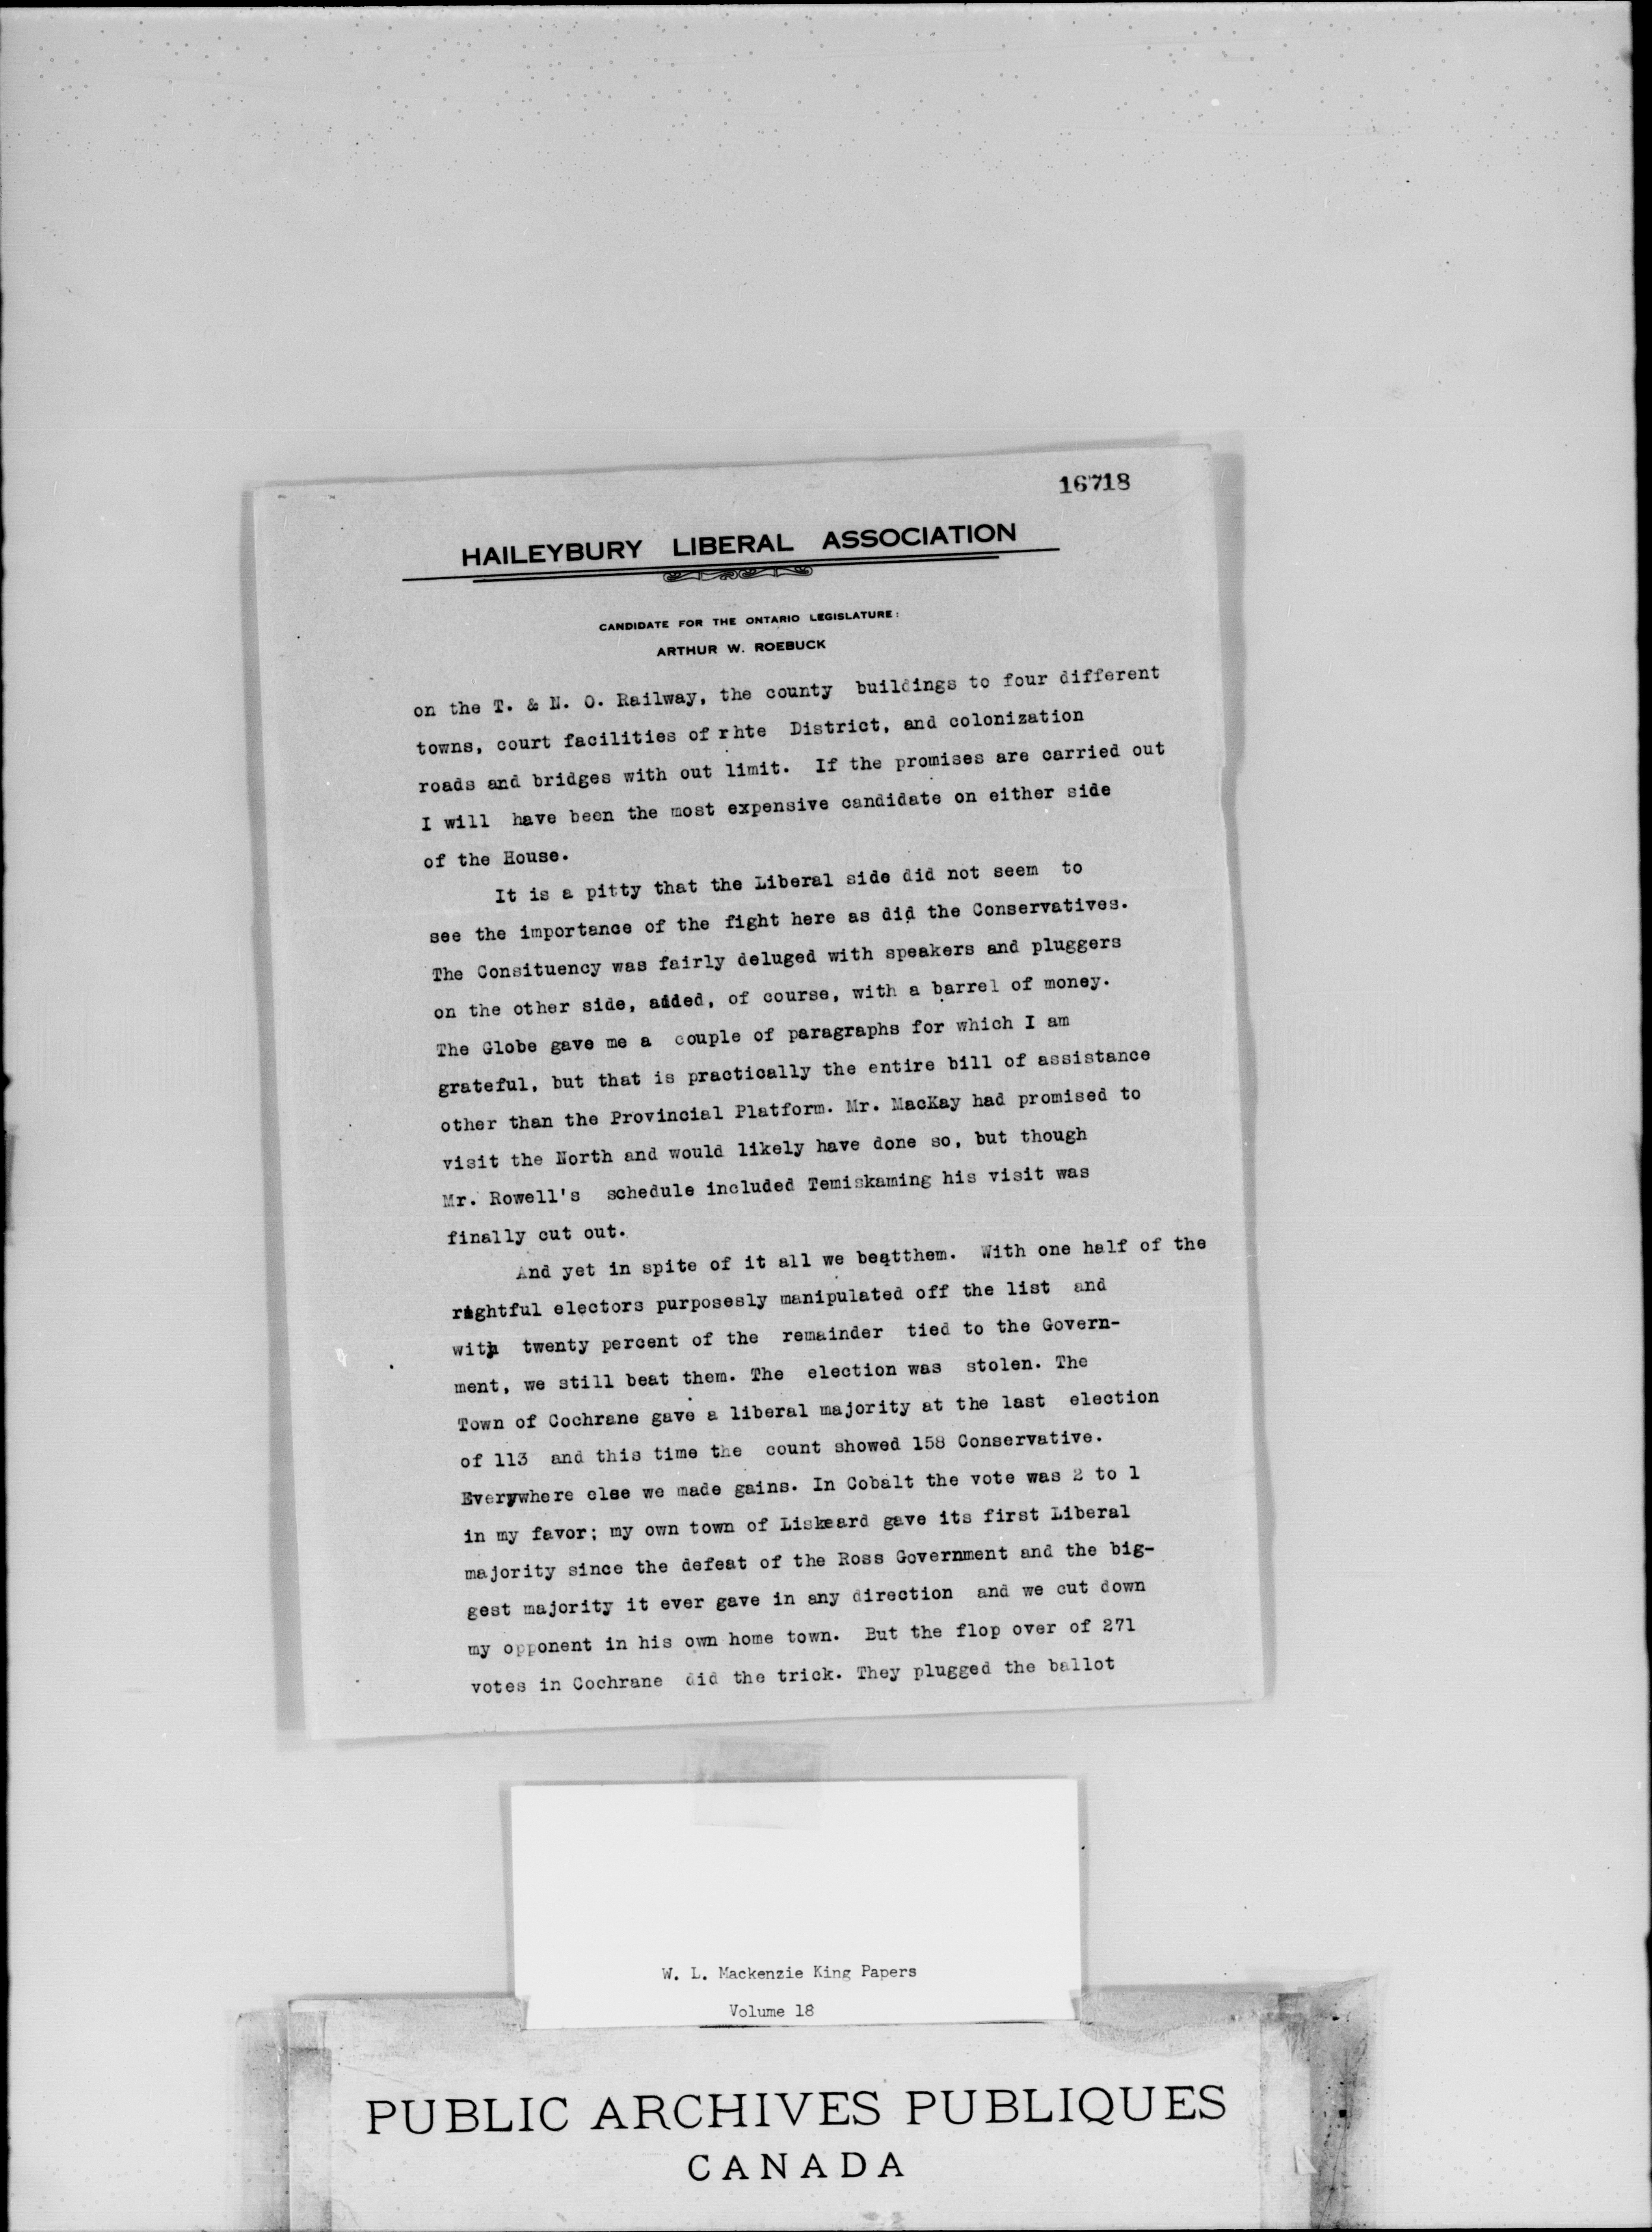 16718
HAILEYBURY LIBERAL ASSOCIATION
CANDIDATE FOR THE ONTARIO LEGISLATURE:
ARTHUR W. ROEBUCK
on the T. & N. O. Railway, the county buildings to four different
towns, court facilities of rhte District, and colonization
roads and bridges with out limit. If the promises are carried out
I will have been the most expensive candidate on either side
of the House.
It is a pitty that the Liberal side did not seem to
see the importance of the fight here as did the Conservatives.
The Consituency was fairly deluged with speakers and pluggers
on the other side, aided, of course, with a barrel of money.
The Globe gave me a couple of paragraphs for which I am
grateful, but that is practically the entire bill of assistance
other than the Provincial Platform. Mr. MacKay had promised to
visit the North and would likely have done so, but though
Mr. Rowell's schedule included Temiskaming his visit was
finally cut out.
And yet in spite of it all we beatthem. With one half of the
rightful electors purposesly manipulated off the list and
with twenty percent of the remainder tied to the Govern-
ment, we still beat them. The election was stolen. The
Town of Cochrane gave a liberal majority at the last election
of 113 and this time the count showed 158 Conservative.
Everywhere else we made gains. In Cobalt the vote was 2 to 1
in my favor; my own town of Liskeard gave its first Liberal
majority since the defeat of the Ross Government and the big-
gest majority it ever gave in any direction and we cut down
my opponent in his own home town. But the flop over of 271
votes in Cochrane did the trick. They plugged the ballot
W. L. Mackenzie King Papers
Volume 18
PUBLIC ARCHIVES PUBLIQUES
CANADA